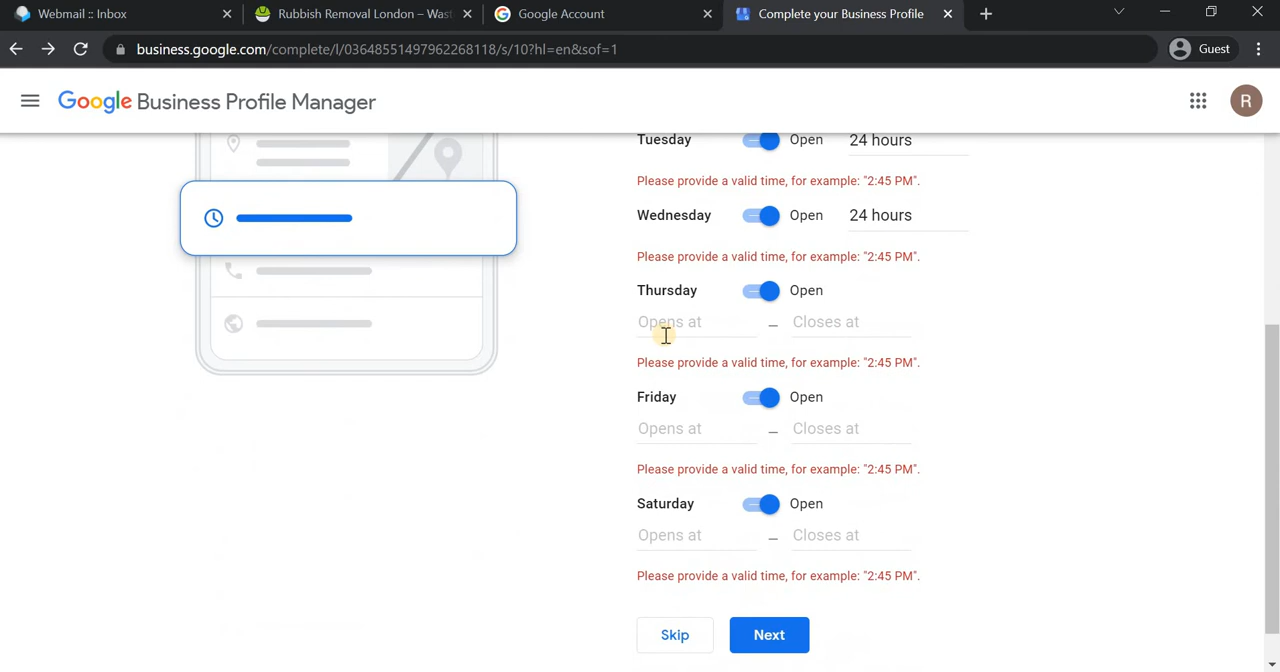 Webmail :: Inbox
Rubbish Removal London – Wast
Google Account
Complete your Business Profile
business.google.com/complete/l/03648551497962268118/s/10?hl=en&sof=1
Guest
Google Business Profile Manager
R
Tuesday Open 24 hours
Please provide a valid time, for example: "2:45 PM".
Wednesday Open 24 hours
Please provide a valid time, for example: "2:45 PM".
Thursday Open
Opens at – Closes at
Please provide a valid time, for example: "2:45 PM".
Friday Open
Opens at – Closes at
Please provide a valid time, for example: "2:45 PM".
Saturday Open
Opens at – Closes at
Please provide a valid time, for example: "2:45 PM".
Skip Next